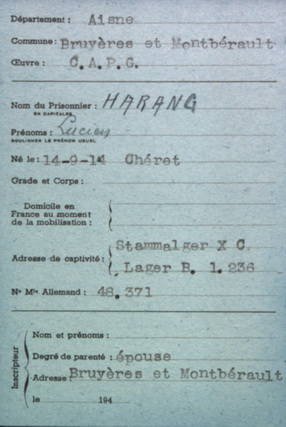 Département : Aisne
Commune: Bruyères et Montbérault
Œuvre : C.A.P.G.
Nom du Prisonnier : HARANG
EN CAPITALES
Prénoms : Lucien
SOULIGNER LE PRÉNOM USUEL
Né le : 14-9-14 Chéret
Grade et Corps :
Domicile en
France au moment
de la mobilisation :
Stammalger X C.
Adresse de captivité :
Lager B. 1.236
N° Mle Allemand : 48.371
Nom et prénoms :
Inscripteur
Degré de parenté : épouse
Adresse Bruyères et Montbérault
le 194